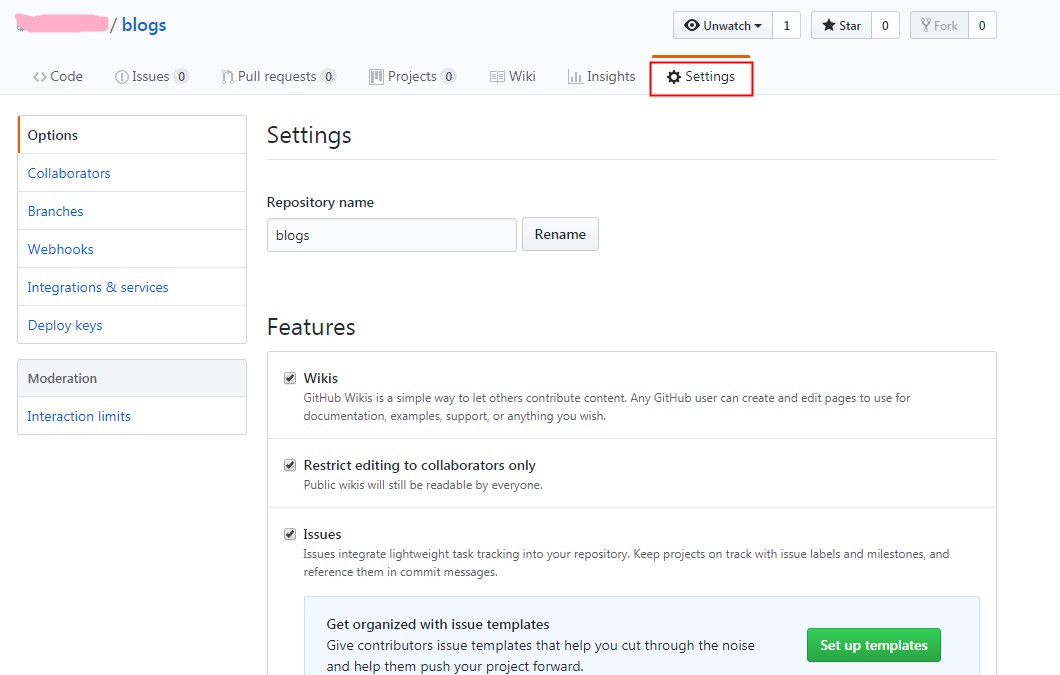 / blogs
Unwatch 1 Star 0 Fork 0
Code Issues 0 Pull requests 0 Projects 0 Wiki Insights Settings
Options
Collaborators
Branches
Webhooks
Integrations & services
Deploy keys
Moderation
Interaction limits
Settings
Repository name
blogs Rename
Features
Wikis
GitHub Wikis is a simple way to let others contribute content. Any GitHub user can create and edit pages to use for
documentation, examples, support, or anything you wish.
Restrict editing to collaborators only
Public wikis will still be readable by everyone.
Issues
Issues integrate lightweight task tracking into your repository. Keep projects on track with issue labels and milestones, and
reference them in commit messages.
Get organized with issue templates
Give contributors issue templates that help you cut through the noise
and help them push your project forward.
Set up templates